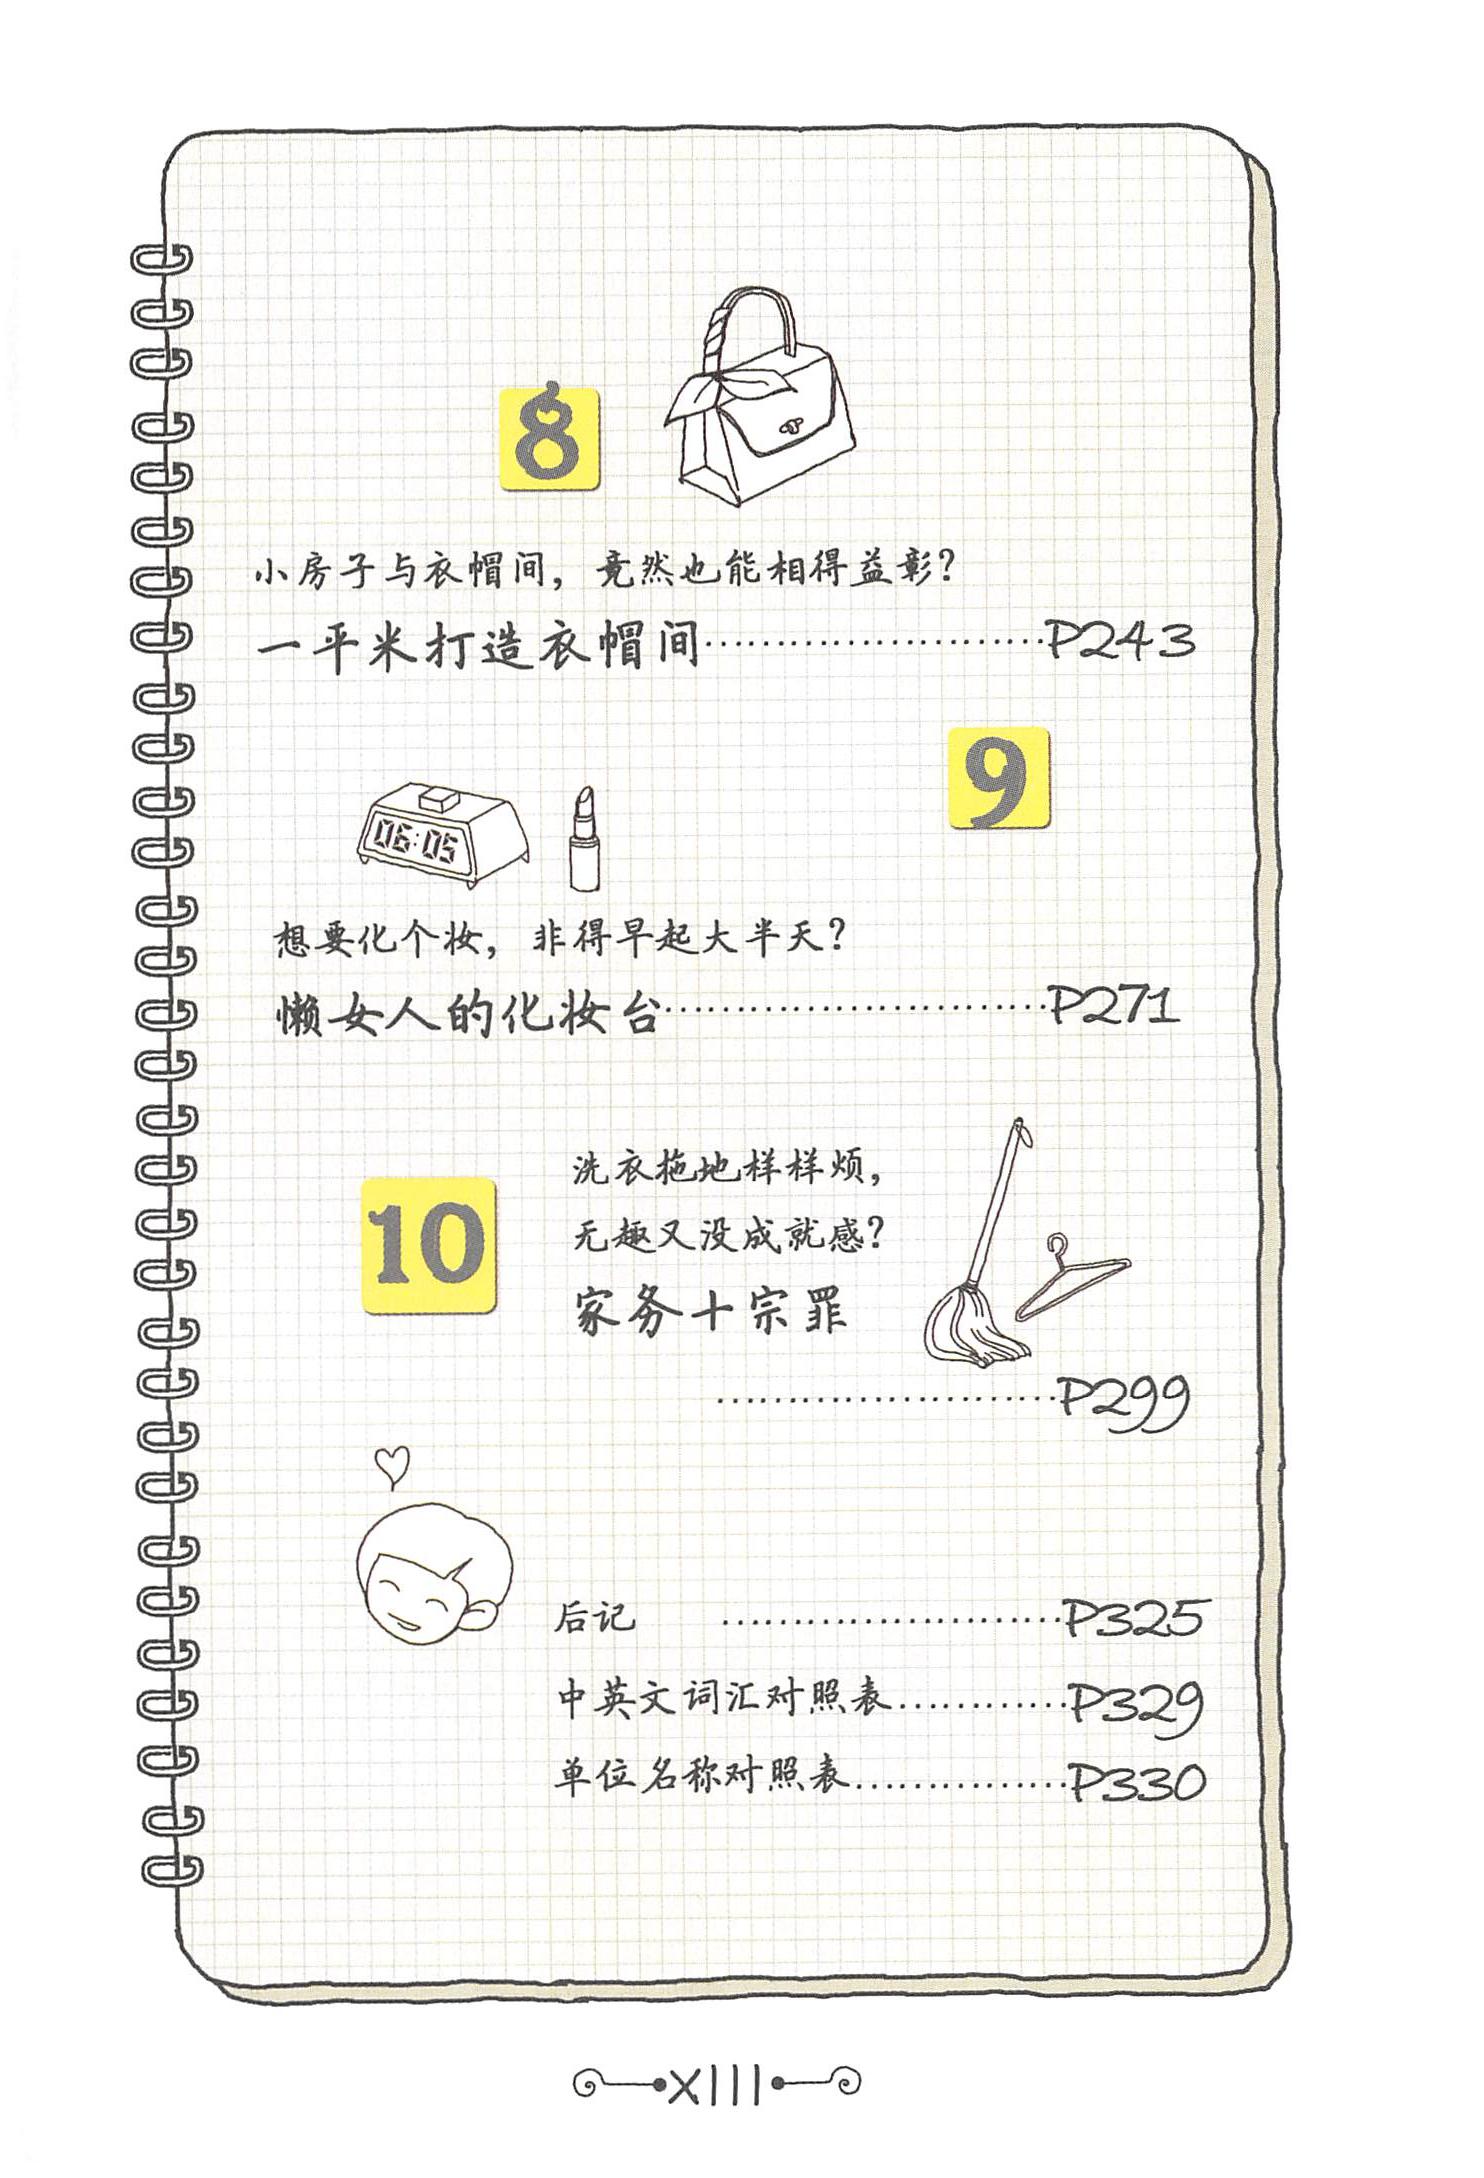 8
小房子与衣帽间，竟然也能相得益彰？
一平米打造衣帽间……………………P243
9
06:05
想要化个妆，非得早起大半天？
懒女人的化妆台………………………P271
10
洗衣拖地样样烦，
无趣又没成就感？
家务十宗罪
……………………P299
后记 ……………………P325
中英文词汇对照表…………P329
单位名称对照表……………P330
XIII